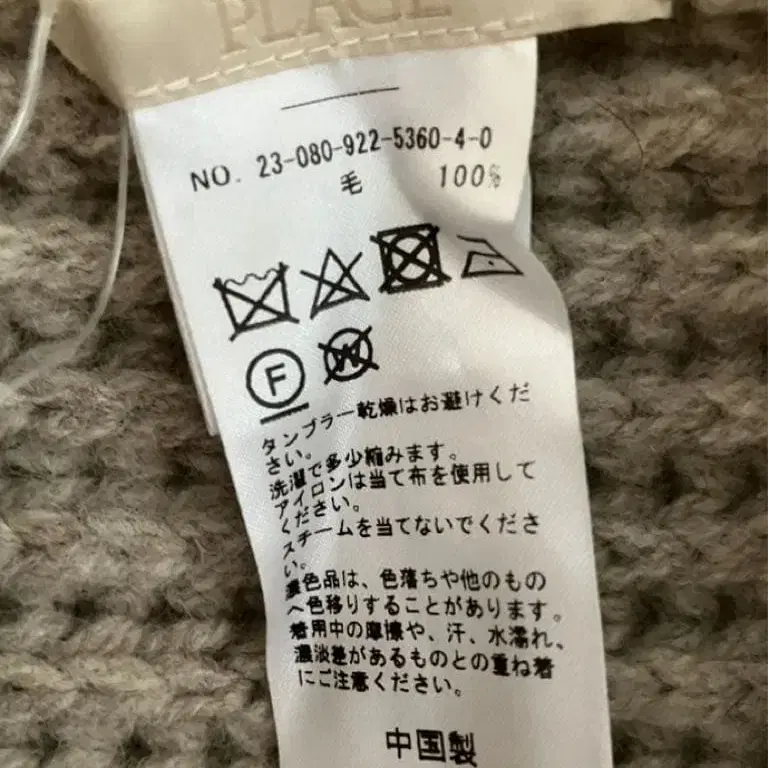 PLAGE
NO. 23-080-922-5360-4-0
毛 100%
F
W
タンブラー乾燥はお避けくだ
さい。
洗濯で多少縮みます。
アイロンは当て布を使用して
ください。
スチームを当てないでくださ
い。
濃色品は、色落ちや他のもの
へ色移りすることがあります。
着用中の摩擦や、汗、水濡れ、
濃淡差があるものとの重ね着
にご注意ください。
中国製